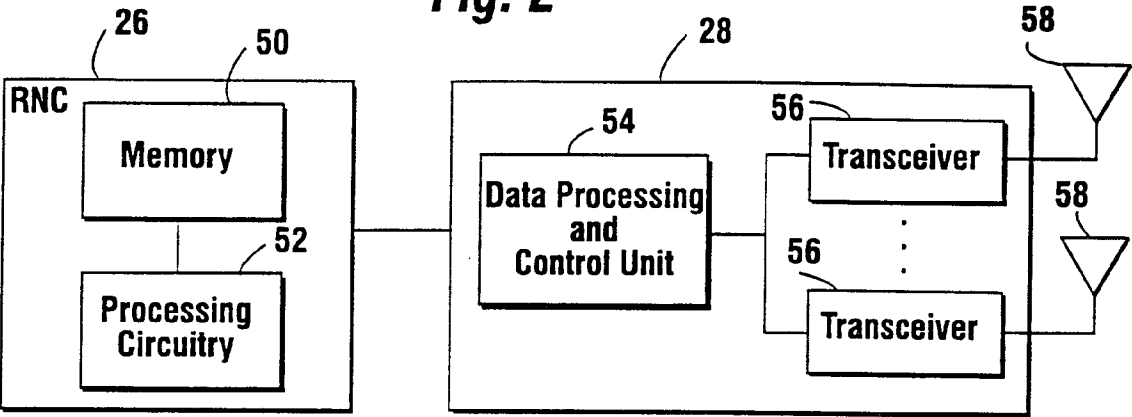 Fig. 2
26
50
28
58
RNC
Memory
54
56
Transceiver
Data Processing
and
Control Unit
58
52
56
Processing
Circuitry
Transceiver